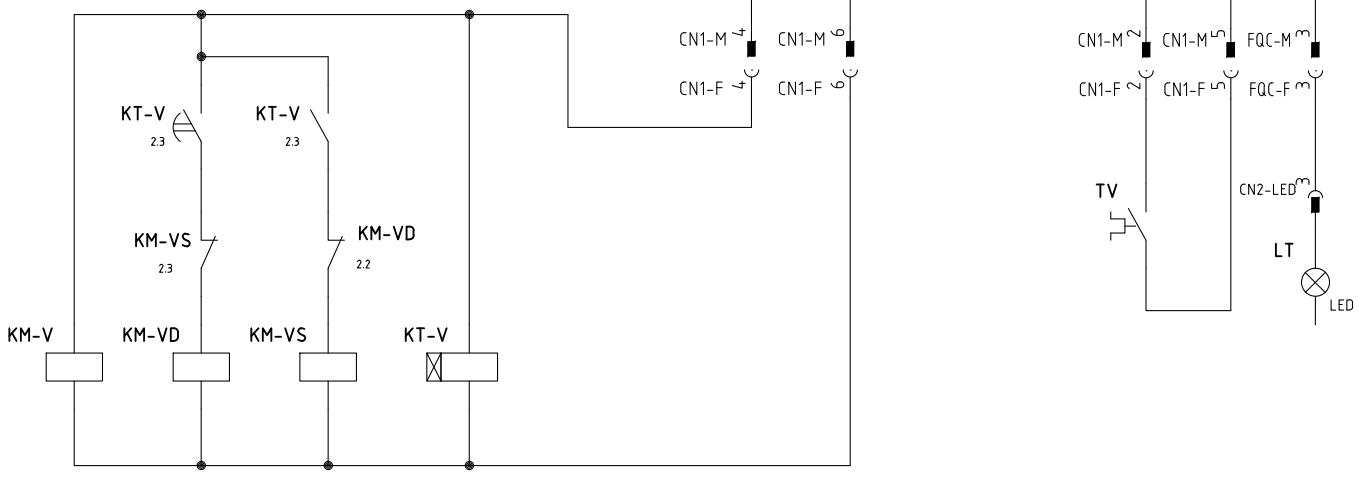 CN1-M 4
CN1-M 6
CN1-M 2
CN1-M 5
FQC-M 3
CN1-F 4
CN1-F 6
CN1-F 2
CN1-F 5
FQC-F 3
KT-V
2.3
KT-V
2.3
TV
CN2-LED 3
KM-VS
2.3
KM-VD
2.2
LT
LED
KM-V
KM-VD
KM-VS
KT-V